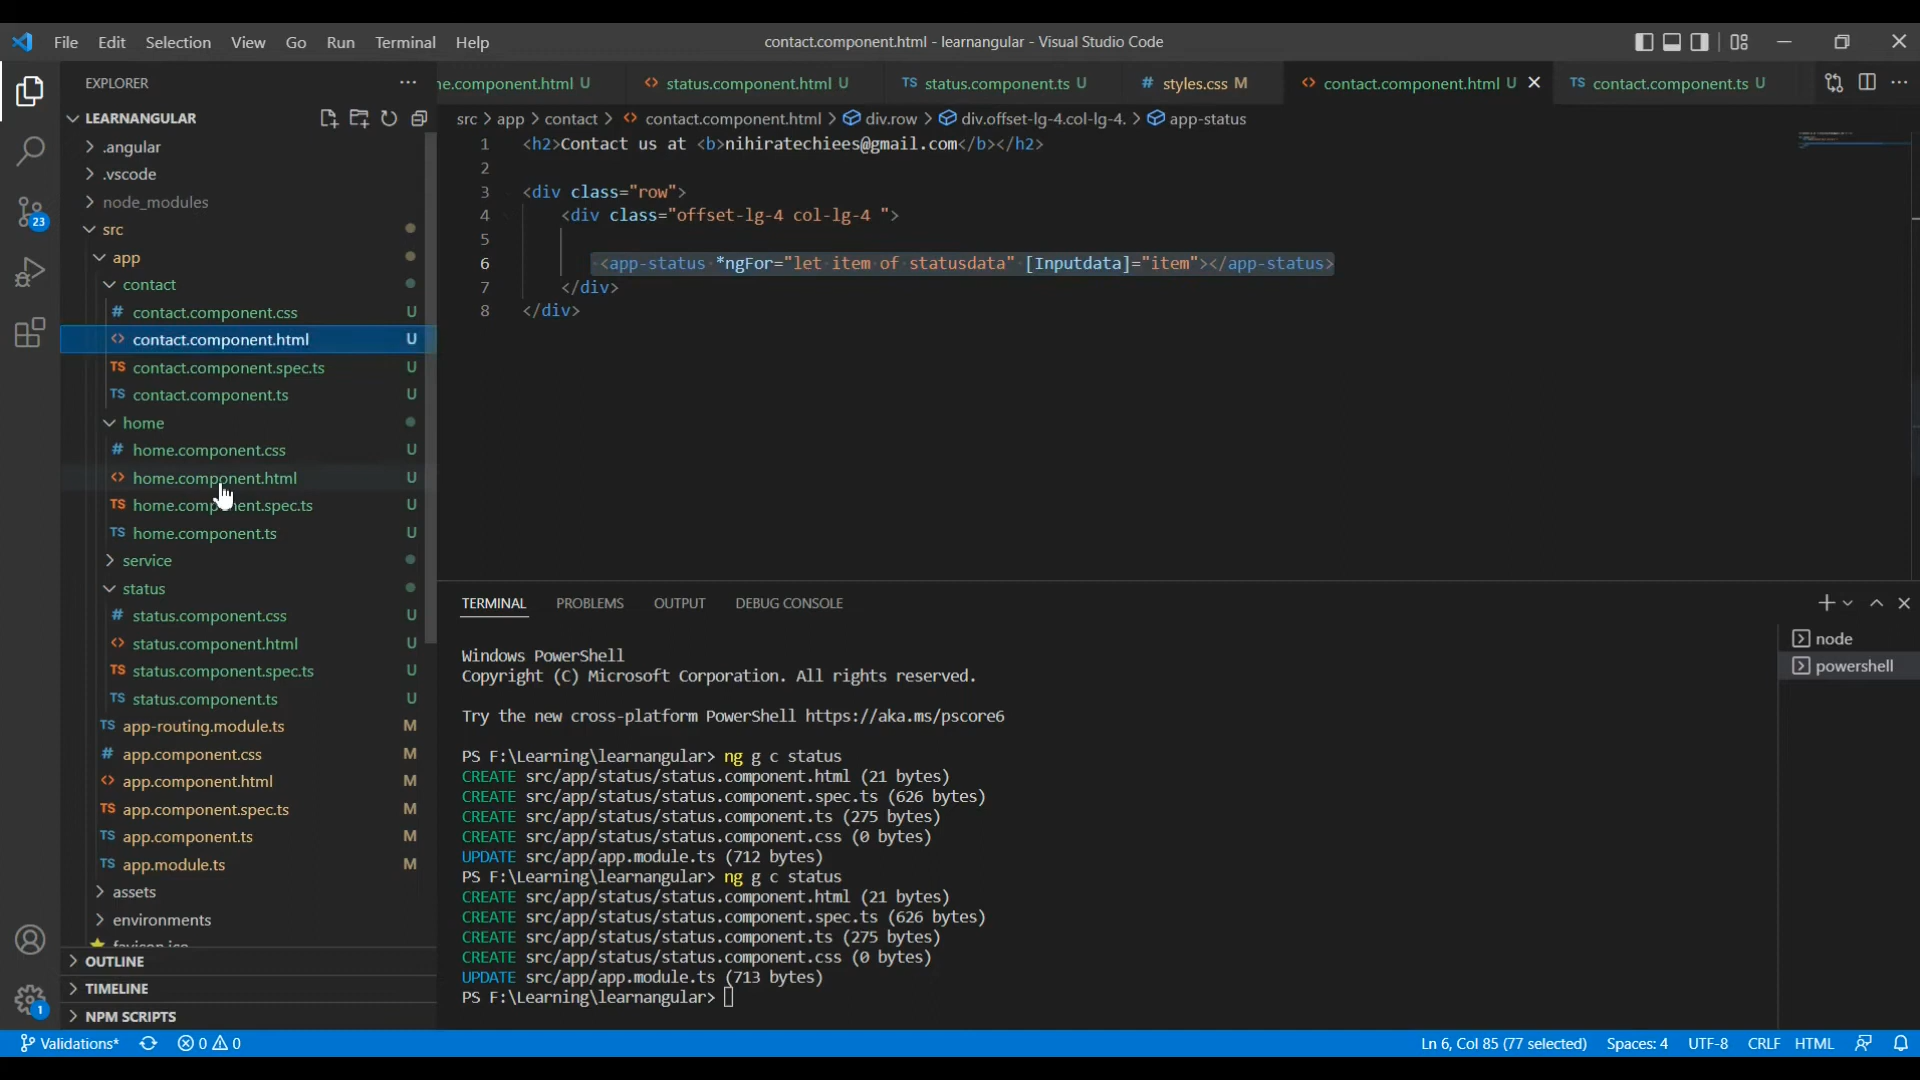 File Edit Selection View Go Run Terminal Help
contact.component.html - learnangular - Visual Studio Code
EXPLORER
LEARNANGULAR
.angular
.vscode
node_modules
src
app
contact
# contact.component.css U
<> contact.component.html U
TS contact.component.spec.ts U
TS contact.component.ts U
home
# home.component.css U
<> home.component.html U
TS home.component.spec.ts U
TS home.component.ts U
service
status
# status.component.css U
<> status.component.html U
TS status.component.spec.ts U
TS status.component.ts U
TS app-routing.module.ts M
# app.component.css M
<> app.component.html M
TS app.component.spec.ts M
TS app.component.ts M
TS app.module.ts M
assets
environments
OUTLINE
TIMELINE
NPM SCRIPTS
23
1
ne.component.html U <> status.component.html U TS status.component.ts U # styles.css M <> contact.component.html U TS contact.component.ts U
src > app > contact > <> contact.component.html > div.row > div.offset-lg-4.col-lg-4. > app-status
1 <h2>Contact us at <b>nihiratechiees@gmail.com</b></h2>
2
3 <div class="row">
4 <div class="offset-lg-4 col-lg-4 ">
5
6 <app-status *ngFor="let item of statusdata" [Inputdata]="item"></app-status>
7 </div>
8 </div>
TERMINAL PROBLEMS OUTPUT DEBUG CONSOLE
node
powershell
Windows PowerShell
Copyright (C) Microsoft Corporation. All rights reserved.
Try the new cross-platform PowerShell https://aka.ms/pscore6
PS F:\Learning\learnangular> ng g c status
CREATE src/app/status/status.component.html (21 bytes)
CREATE src/app/status/status.component.spec.ts (626 bytes)
CREATE src/app/status/status.component.ts (275 bytes)
CREATE src/app/status/status.component.css (0 bytes)
UPDATE src/app/app.module.ts (712 bytes)
PS F:\Learning\learnangular> ng g c status
CREATE src/app/status/status.component.html (21 bytes)
CREATE src/app/status/status.component.spec.ts (626 bytes)
CREATE src/app/status/status.component.ts (275 bytes)
CREATE src/app/status/status.component.css (0 bytes)
UPDATE src/app/app.module.ts (713 bytes)
PS F:\Learning\learnangular>
Validations* 0 0 Ln 6, Col 85 (77 selected) Spaces: 4 UTF-8 CRLF HTML